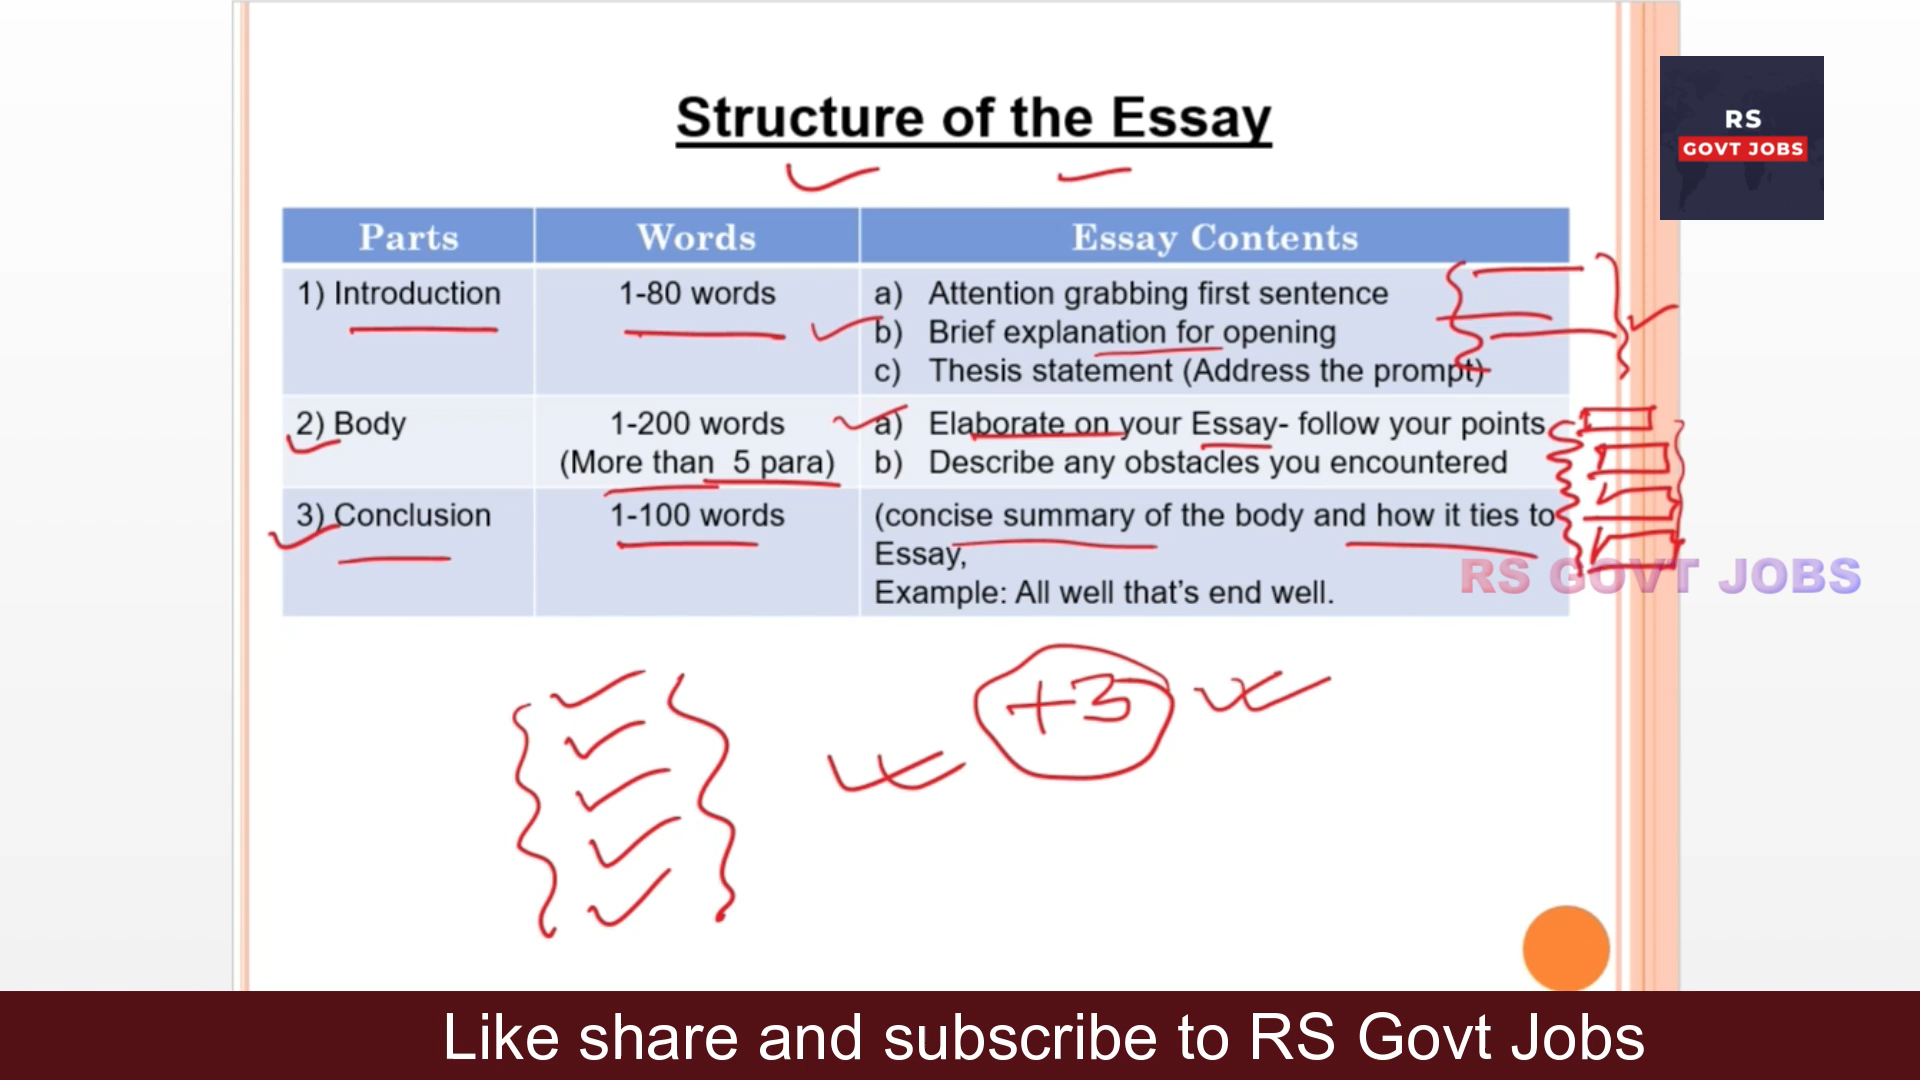 Structure of the Essay
RS
GOVT JOBS
Parts Words Essay Contents
1) Introduction 1-80 words a) Attention grabbing first sentence
b) Brief explanation for opening
c) Thesis statement (Address the prompt)
2) Body 1-200 words a) Elaborate on your Essay- follow your points
(More than 5 para) b) Describe any obstacles you encountered
3) Conclusion 1-100 words (concise summary of the body and how it ties to
Essay,
Example: All well that's end well.
RS GOVT JOBS
+3
Like share and subscribe to RS Govt Jobs